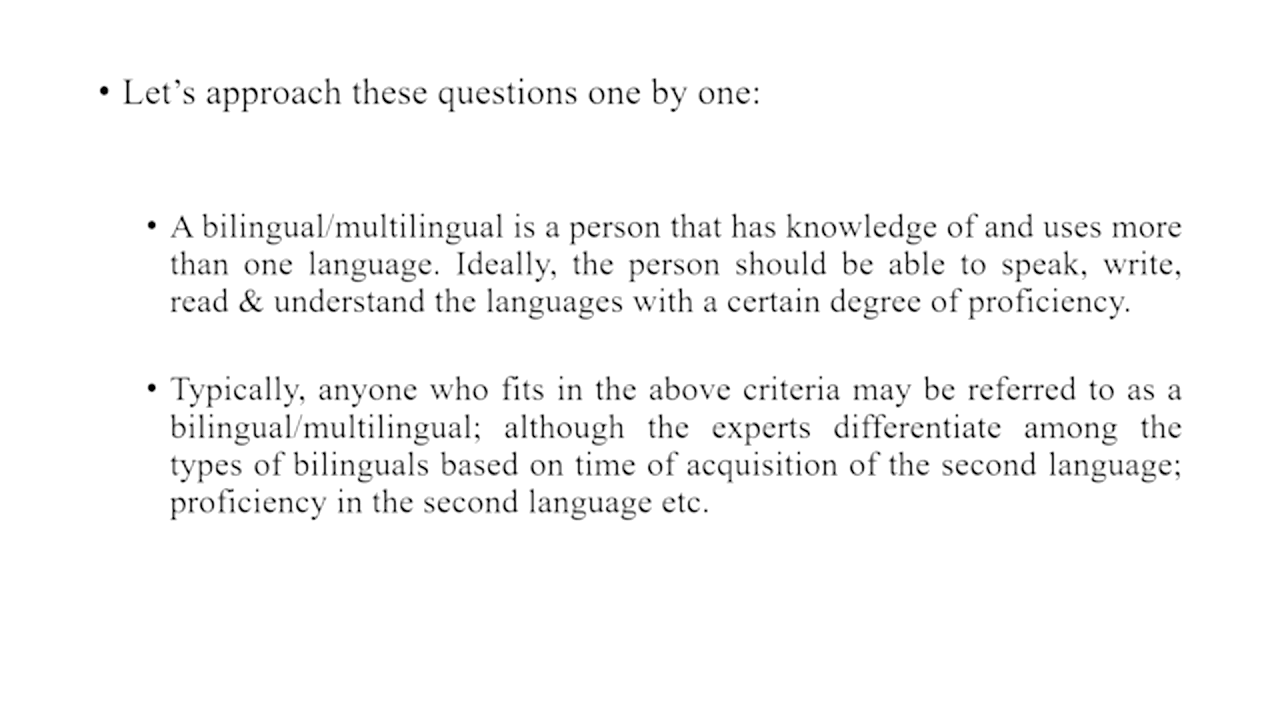 • Let’s approach these questions one by one:
• A bilingual/multilingual is a person that has knowledge of and uses more
than one language. Ideally, the person should be able to speak, write,
read & understand the languages with a certain degree of proficiency.
• Typically, anyone who fits in the above criteria may be referred to as a
bilingual/multilingual; although the experts differentiate among the
types of bilinguals based on time of acquisition of the second language;
proficiency in the second language etc.